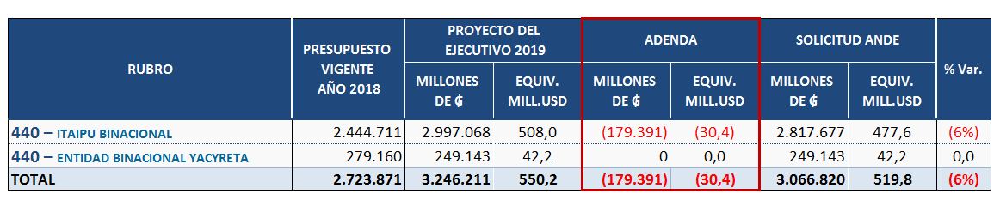 RUBRO PRESUPUESTO VIGENTE AÑO 2018 PROYECTO DEL EJECUTIVO 2019 ADENDA SOLICITUD ANDE % Var.
MILLONES DE ₲ EQUIV. MILL.USD MILLONES DE ₲ EQUIV. MILL.USD MILLONES DE ₲ EQUIV. MILL.USD
440 – ITAIPU BINACIONAL 2.444.711 2.997.068 508,0 (179.391) (30,4) 2.817.677 477,6 (6%)
440 – ENTIDAD BINACIONAL YACYRETA 279.160 249.143 42,2 0 0,0 249.143 42,2 0,0
TOTAL 2.723.871 3.246.211 550,2 (179.391) (30,4) 3.066.820 519,8 (6%)